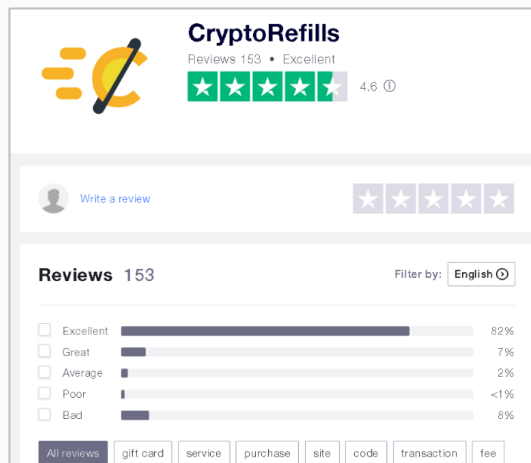 CryptoRefills
Reviews 153 • Excellent
4.6
Write a review
Reviews 153
Filter by: English
Excellent 82%
Great 7%
Average 2%
Poor <1%
Bad 8%
All reviews gift card service purchase site code transaction fee